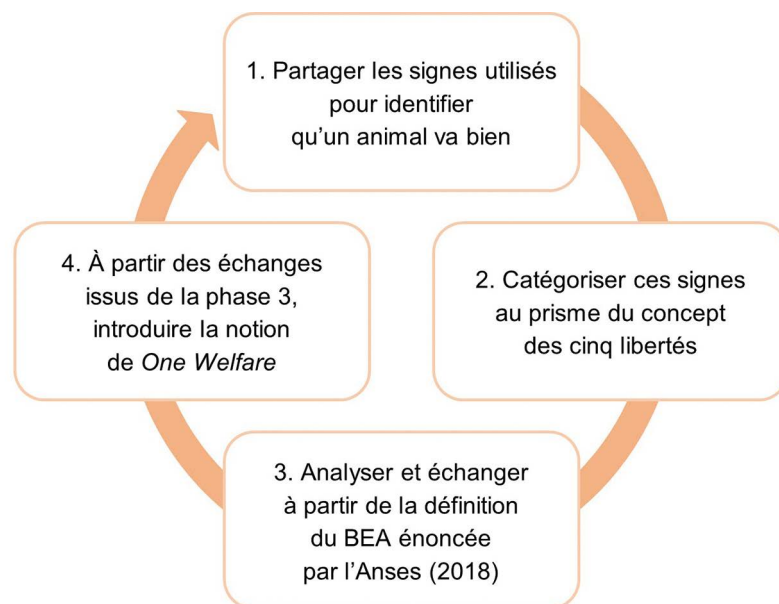 1. Partager les signes utilisés
pour identifier
qu’un animal va bien
2. Catégoriser ces signes
au prisme du concept
des cinq libertés
3. Analyser et échanger
à partir de la définition
du BEA énoncée
par l’Anses (2018)
4. À partir des échanges
issus de la phase 3,
introduire la notion
de One Welfare